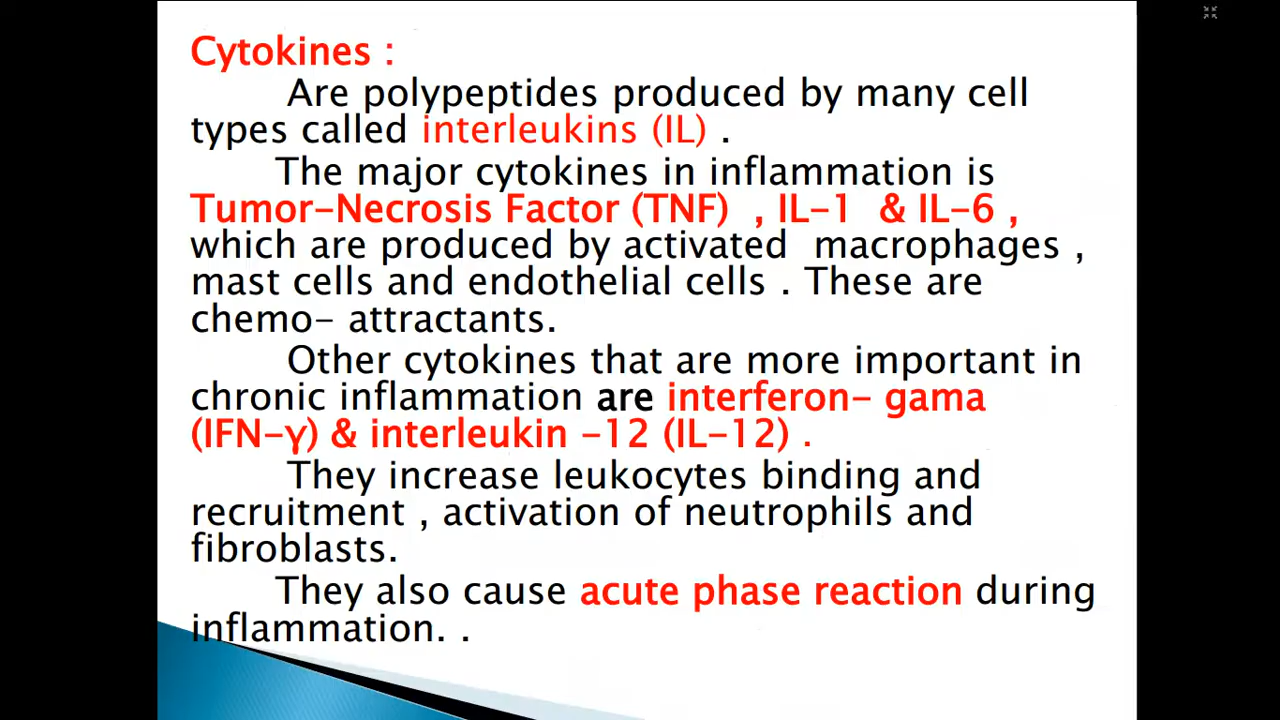 Cytokines :
Are polypeptides produced by many cell
types called interleukins (IL) .
The major cytokines in inflammation is
Tumor-Necrosis Factor (TNF) , IL-1 & IL-6 ,
which are produced by activated macrophages ,
mast cells and endothelial cells . These are
chemo- attractants.
Other cytokines that are more important in
chronic inflammation are interferon- gama
(IFN-γ) & interleukin -12 (IL-12) .
They increase leukocytes binding and
recruitment , activation of neutrophils and
fibroblasts.
They also cause acute phase reaction during
inflammation. .